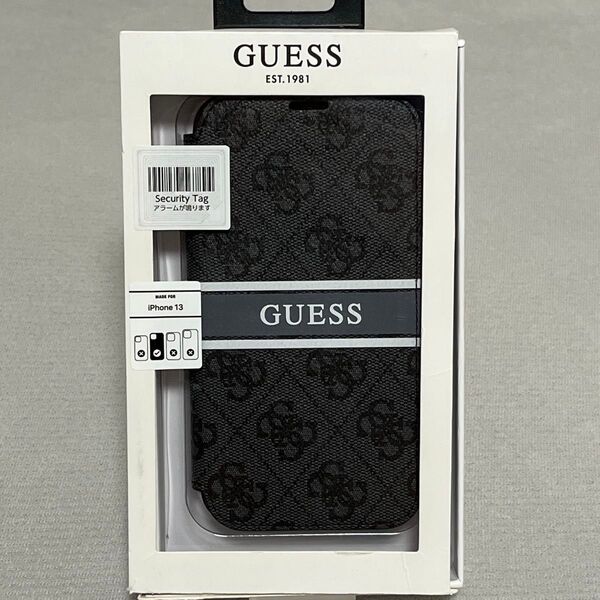 GUESS
EST.1981
Security Tag
アラームが鳴ります
MADE FOR
iPhone 13
GUESS